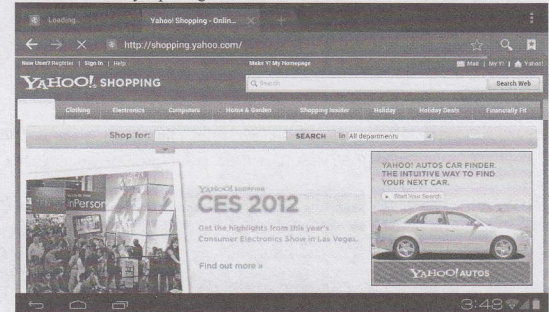 Loading...
Yahoo! Shopping - Onlin...
http://shopping.yahoo.com/
New User? Register | Sign In | Help
Make Y! My Homepage
Mail | My Y! | Yahoo!
YAHOO! SHOPPING
Search
Search Web
Clothing
Electronics
Computers
Home & Garden
Shopping Insider
Holiday
Holiday Deals
Financially Fit
Shop for:
SEARCH
in
All departments
YAHOO! SHOPPING
CES 2012
Get the highlights from this year's
Consumer Electronics Show in Las Vegas.
Find out more »
InPerson
YAHOO! AUTOS CAR FINDER.
THE INTUITIVE WAY TO FIND
YOUR NEXT CAR.
Start Your Search
YAHOO! AUTOS
3:48